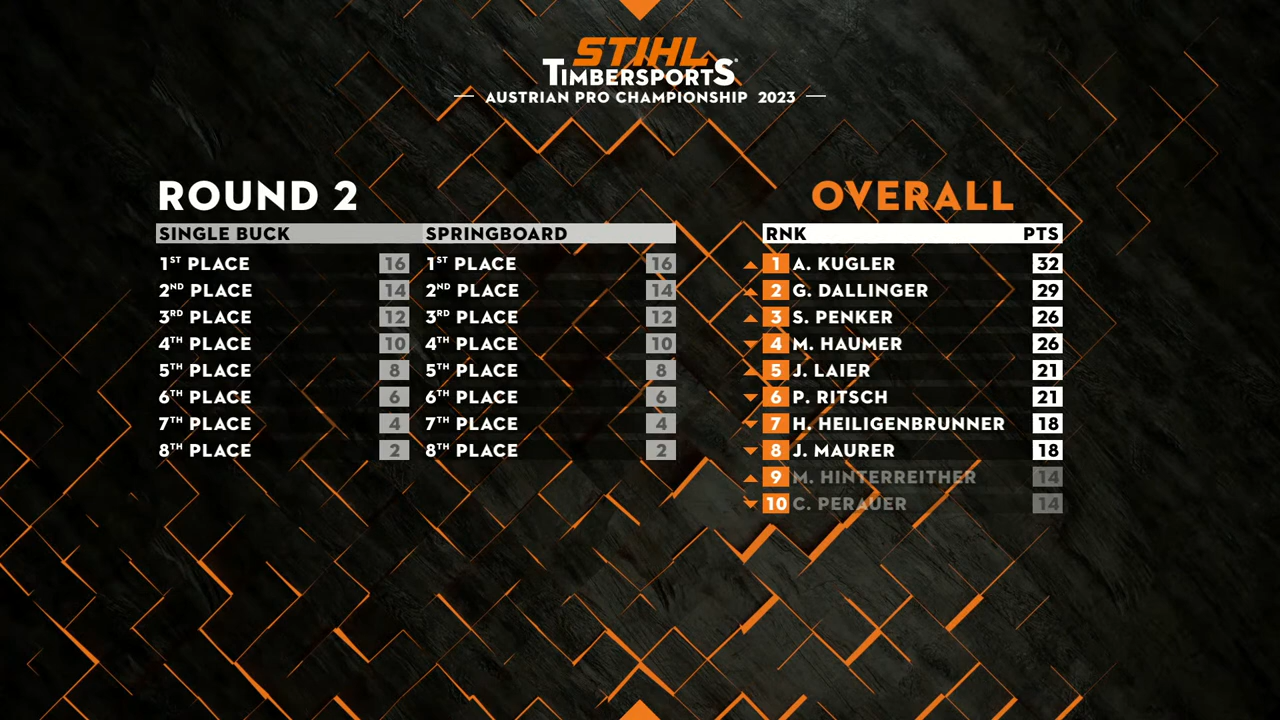 STIHL
TIMBERSPORTS®
AUSTRIAN PRO CHAMPIONSHIP 2023
ROUND 2
SINGLE BUCK SPRINGBOARD
1ST PLACE 16 1ST PLACE 16
2ND PLACE 14 2ND PLACE 14
3RD PLACE 12 3RD PLACE 12
4TH PLACE 10 4TH PLACE 10
5TH PLACE 8 5TH PLACE 8
6TH PLACE 6 6TH PLACE 6
7TH PLACE 4 7TH PLACE 4
8TH PLACE 2 8TH PLACE 2
OVERALL
RNK PTS
1 A. KUGLER 32
2 G. DALLINGER 29
3 S. PENKER 26
4 M. HAUMER 26
5 J. LAIER 21
6 P. RITSCH 21
7 H. HEILIGENBRUNNER 18
8 J. MAURER 18
9 M. HINTERREITHER 14
10 C. PERAUER 14